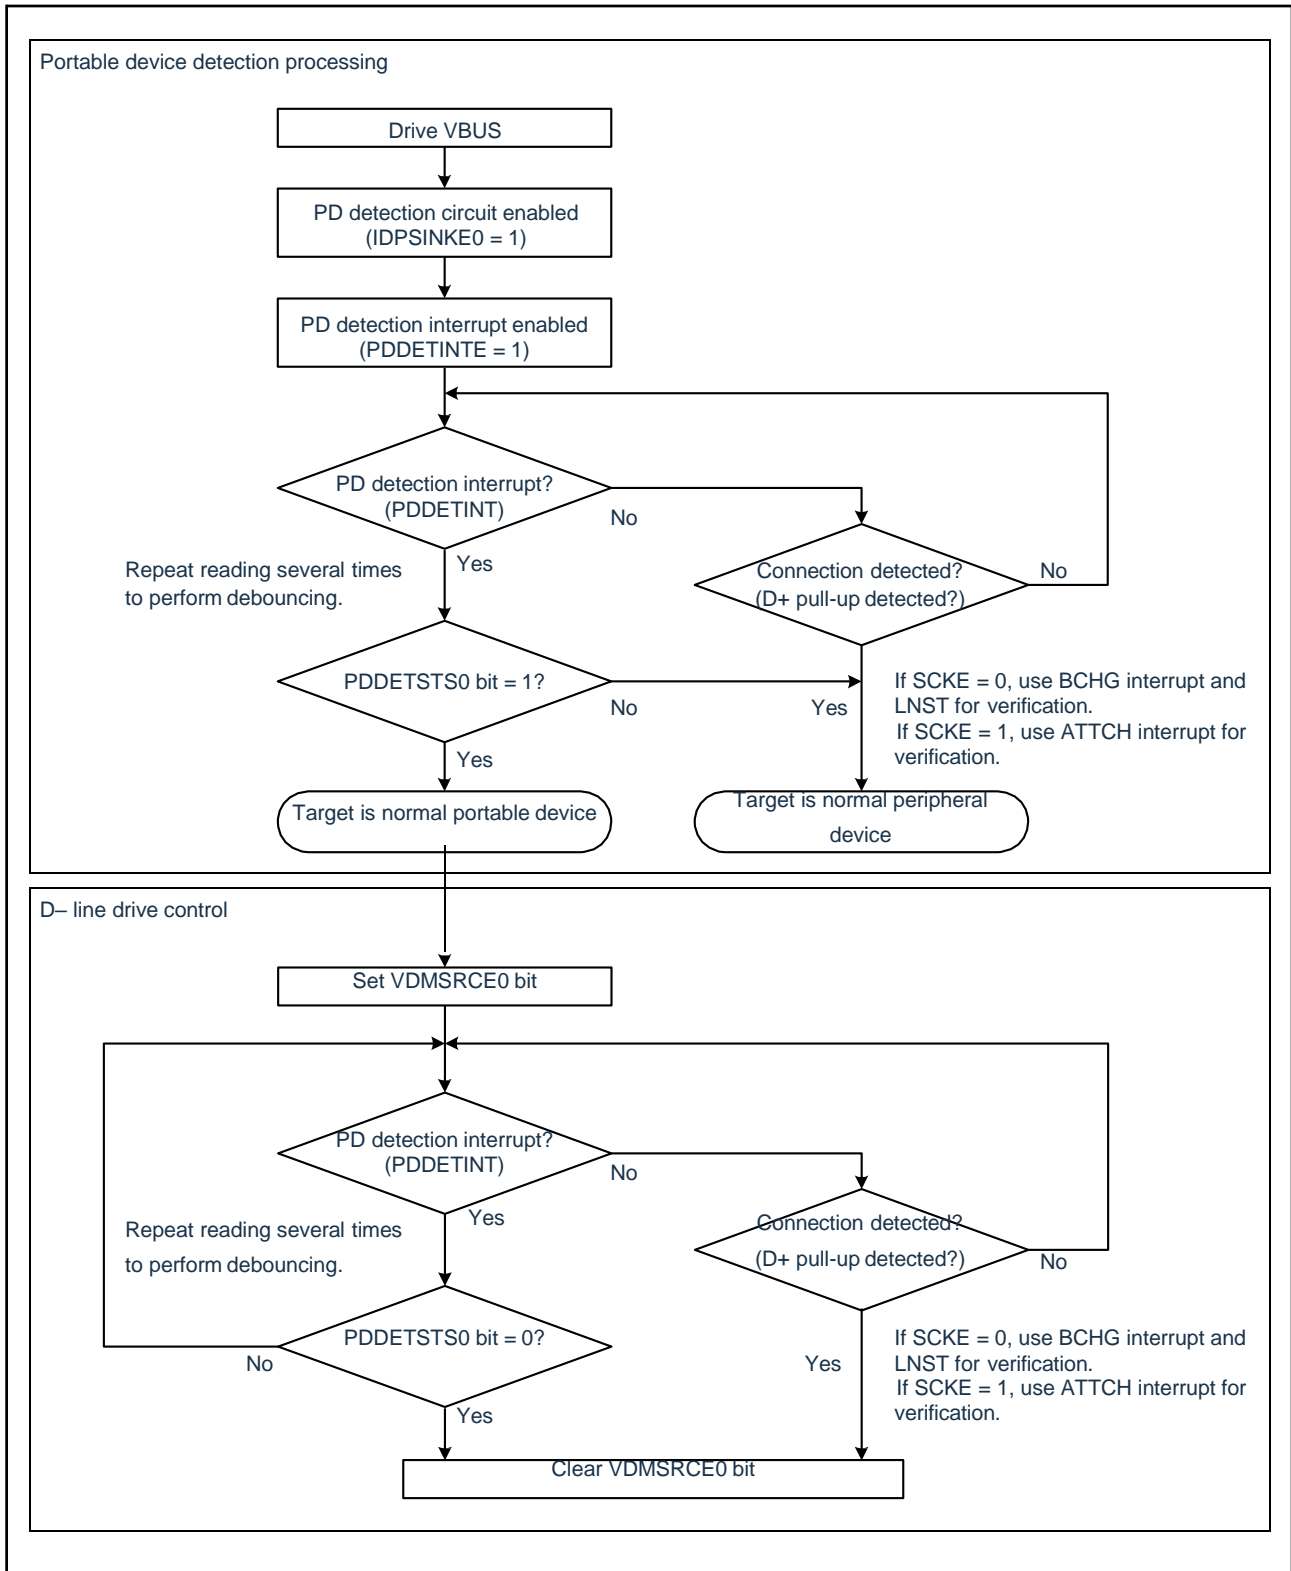 Portable device detection processing
Drive VBUS
PD detection circuit enabled
(IDPSINKE0 = 1)
PD detection interrupt enabled
(PDDETINTE = 1)
PD detection interrupt?
(PDDETINT)
No
Yes
Repeat reading several times
to perform debouncing.
Connection detected?
(D+ pull-up detected?)
No
PDDETSTS0 bit = 1?
No
Yes
Yes
If SCKE = 0, use BCHG interrupt and
LNST for verification.
If SCKE = 1, use ATTCH interrupt for
verification.
Target is normal portable device
Target is normal peripheral
device
D– line drive control
Set VDMSRCE0 bit
PD detection interrupt?
(PDDETINT)
No
Yes
Repeat reading several times
to perform debouncing.
Connection detected?
(D+ pull-up detected?)
No
PDDETSTS0 bit = 0?
No
Yes
Yes
If SCKE = 0, use BCHG interrupt and
LNST for verification.
If SCKE = 1, use ATTCH interrupt for
verification.
Clear VDMSRCE0 bit